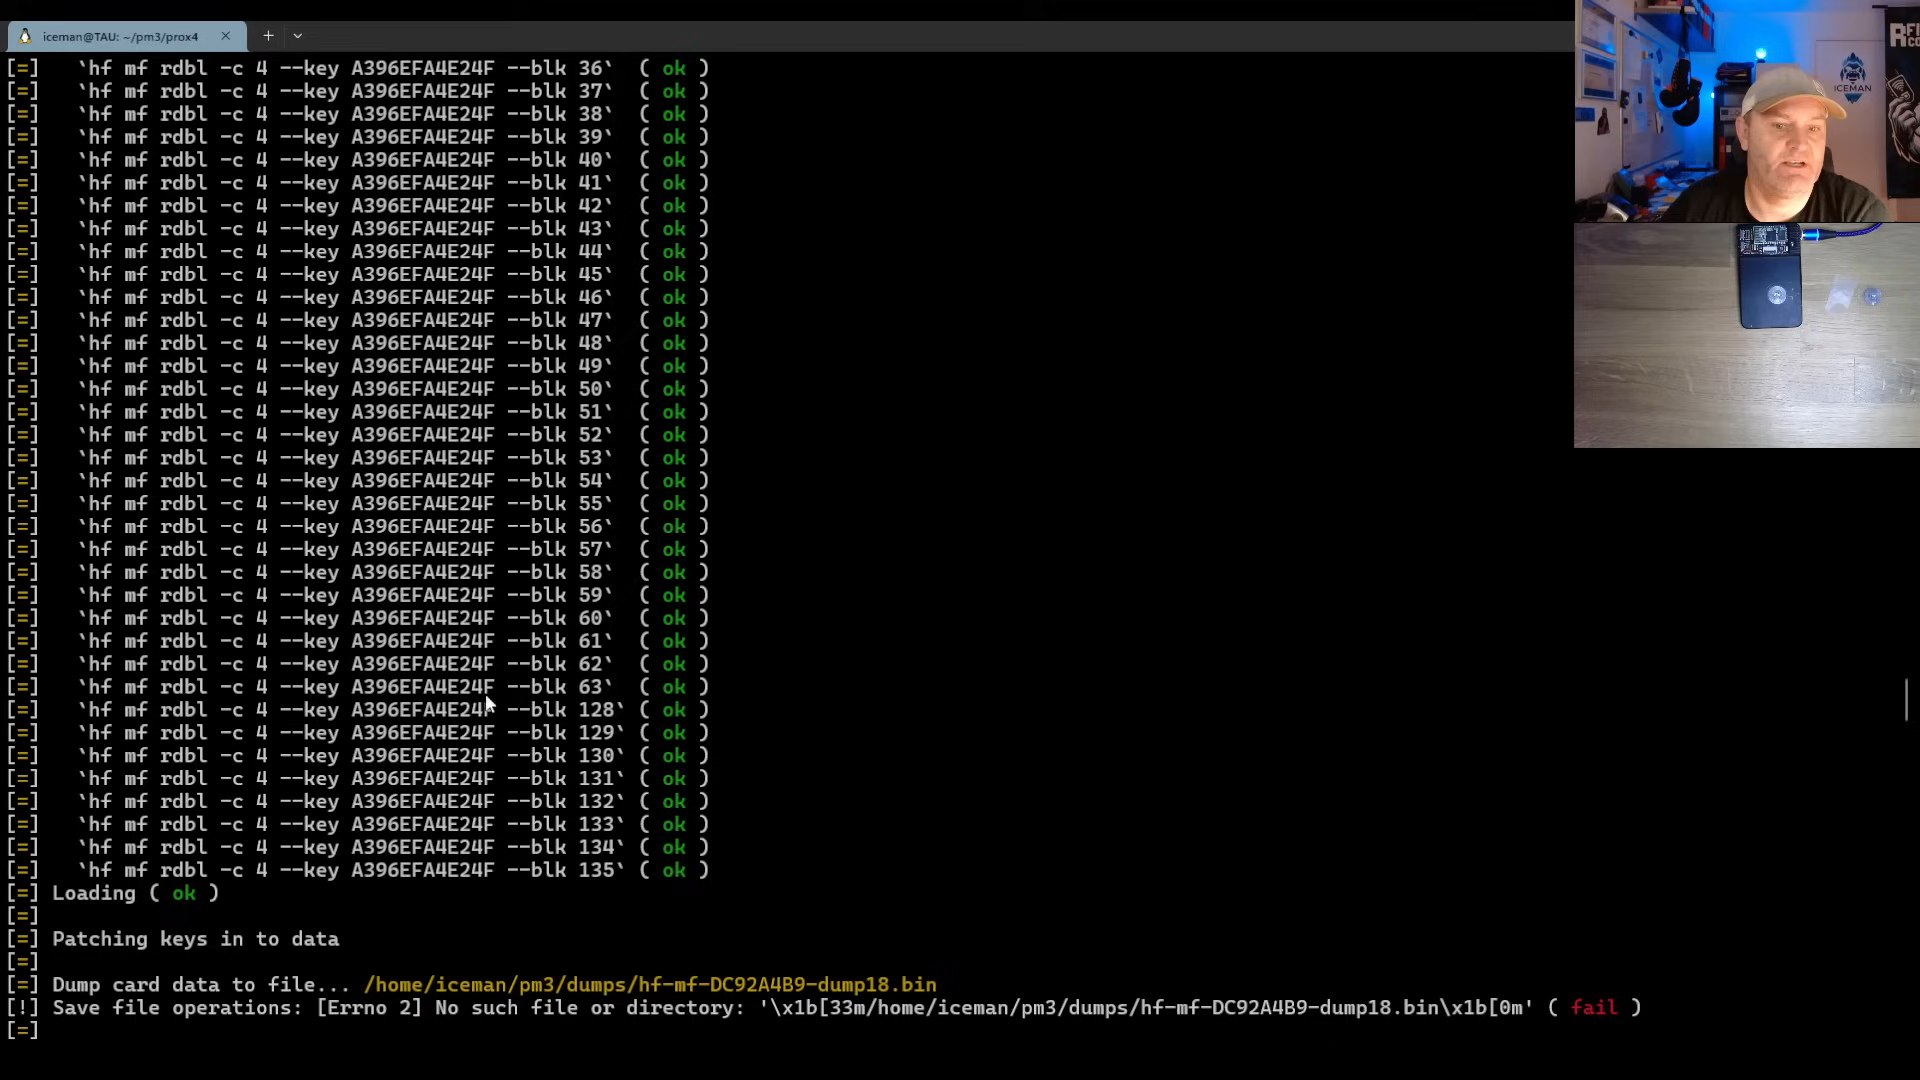 iceman@TAU: ~/pm3/prox4
[=]   `hf mf rdbl -c 4 --key A396EFA4E24F --blk 36`  ( ok )
[=]   `hf mf rdbl -c 4 --key A396EFA4E24F --blk 37`  ( ok )
[=]   `hf mf rdbl -c 4 --key A396EFA4E24F --blk 38`  ( ok )
[=]   `hf mf rdbl -c 4 --key A396EFA4E24F --blk 39`  ( ok )
[=]   `hf mf rdbl -c 4 --key A396EFA4E24F --blk 40`  ( ok )
[=]   `hf mf rdbl -c 4 --key A396EFA4E24F --blk 41`  ( ok )
[=]   `hf mf rdbl -c 4 --key A396EFA4E24F --blk 42`  ( ok )
[=]   `hf mf rdbl -c 4 --key A396EFA4E24F --blk 43`  ( ok )
[=]   `hf mf rdbl -c 4 --key A396EFA4E24F --blk 44`  ( ok )
[=]   `hf mf rdbl -c 4 --key A396EFA4E24F --blk 45`  ( ok )
[=]   `hf mf rdbl -c 4 --key A396EFA4E24F --blk 46`  ( ok )
[=]   `hf mf rdbl -c 4 --key A396EFA4E24F --blk 47`  ( ok )
[=]   `hf mf rdbl -c 4 --key A396EFA4E24F --blk 48`  ( ok )
[=]   `hf mf rdbl -c 4 --key A396EFA4E24F --blk 49`  ( ok )
[=]   `hf mf rdbl -c 4 --key A396EFA4E24F --blk 50`  ( ok )
[=]   `hf mf rdbl -c 4 --key A396EFA4E24F --blk 51`  ( ok )
[=]   `hf mf rdbl -c 4 --key A396EFA4E24F --blk 52`  ( ok )
[=]   `hf mf rdbl -c 4 --key A396EFA4E24F --blk 53`  ( ok )
[=]   `hf mf rdbl -c 4 --key A396EFA4E24F --blk 54`  ( ok )
[=]   `hf mf rdbl -c 4 --key A396EFA4E24F --blk 55`  ( ok )
[=]   `hf mf rdbl -c 4 --key A396EFA4E24F --blk 56`  ( ok )
[=]   `hf mf rdbl -c 4 --key A396EFA4E24F --blk 57`  ( ok )
[=]   `hf mf rdbl -c 4 --key A396EFA4E24F --blk 58`  ( ok )
[=]   `hf mf rdbl -c 4 --key A396EFA4E24F --blk 59`  ( ok )
[=]   `hf mf rdbl -c 4 --key A396EFA4E24F --blk 60`  ( ok )
[=]   `hf mf rdbl -c 4 --key A396EFA4E24F --blk 61`  ( ok )
[=]   `hf mf rdbl -c 4 --key A396EFA4E24F --blk 62`  ( ok )
[=]   `hf mf rdbl -c 4 --key A396EFA4E24F --blk 63`  ( ok )
[=]   `hf mf rdbl -c 4 --key A396EFA4E24F --blk 128` ( ok )
[=]   `hf mf rdbl -c 4 --key A396EFA4E24F --blk 129` ( ok )
[=]   `hf mf rdbl -c 4 --key A396EFA4E24F --blk 130` ( ok )
[=]   `hf mf rdbl -c 4 --key A396EFA4E24F --blk 131` ( ok )
[=]   `hf mf rdbl -c 4 --key A396EFA4E24F --blk 132` ( ok )
[=]   `hf mf rdbl -c 4 --key A396EFA4E24F --blk 133` ( ok )
[=]   `hf mf rdbl -c 4 --key A396EFA4E24F --blk 134` ( ok )
[=]   `hf mf rdbl -c 4 --key A396EFA4E24F --blk 135` ( ok )
[=] Loading ( ok )
[=]
[=] Patching keys in to data
[=]
[=] Dump card data to file... /home/iceman/pm3/dumps/hf-mf-DC92A4B9-dump18.bin
[!] Save file operations: [Errno 2] No such file or directory: '\x1b[33m/home/iceman/pm3/dumps/hf-mf-DC92A4B9-dump18.bin\x1b[0m' ( fail )
[=]
ICEMAN